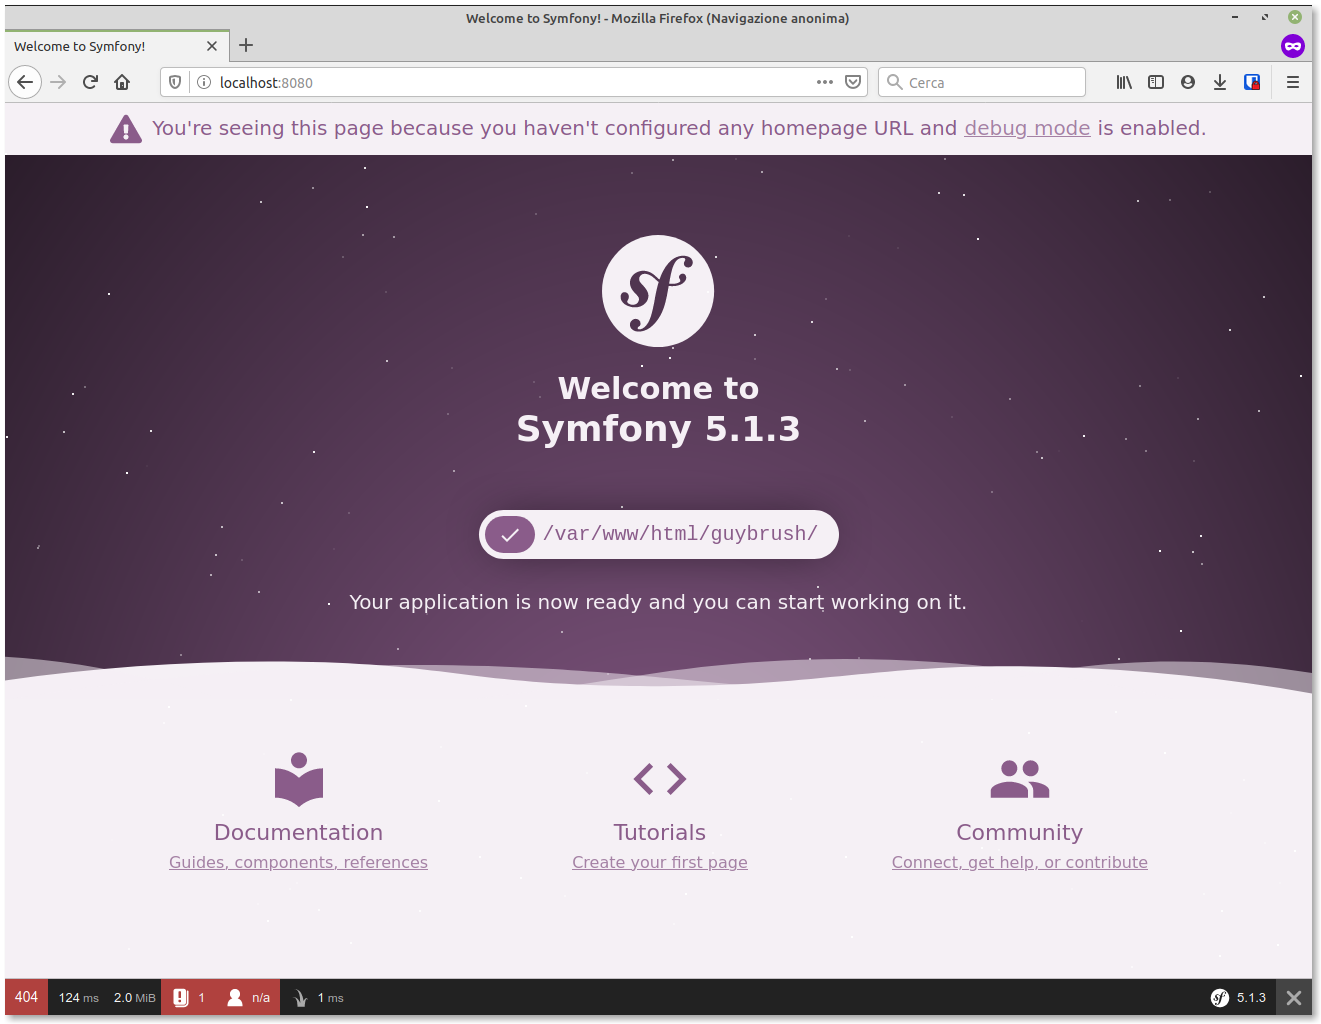 Welcome to Symfony! - Mozilla Firefox (Navigazione anonima)
Welcome to Symfony!
localhost:8080
Cerca
You're seeing this page because you haven't configured any homepage URL and debug mode is enabled.
sf
Welcome to
Symfony 5.1.3
/var/www/html/guybrush/
Your application is now ready and you can start working on it.
Documentation
Guides, components, references
Tutorials
Create your first page
Community
Connect, get help, or contribute
404 124 ms 2.0 MiB 1 n/a 1 ms sf 5.1.3